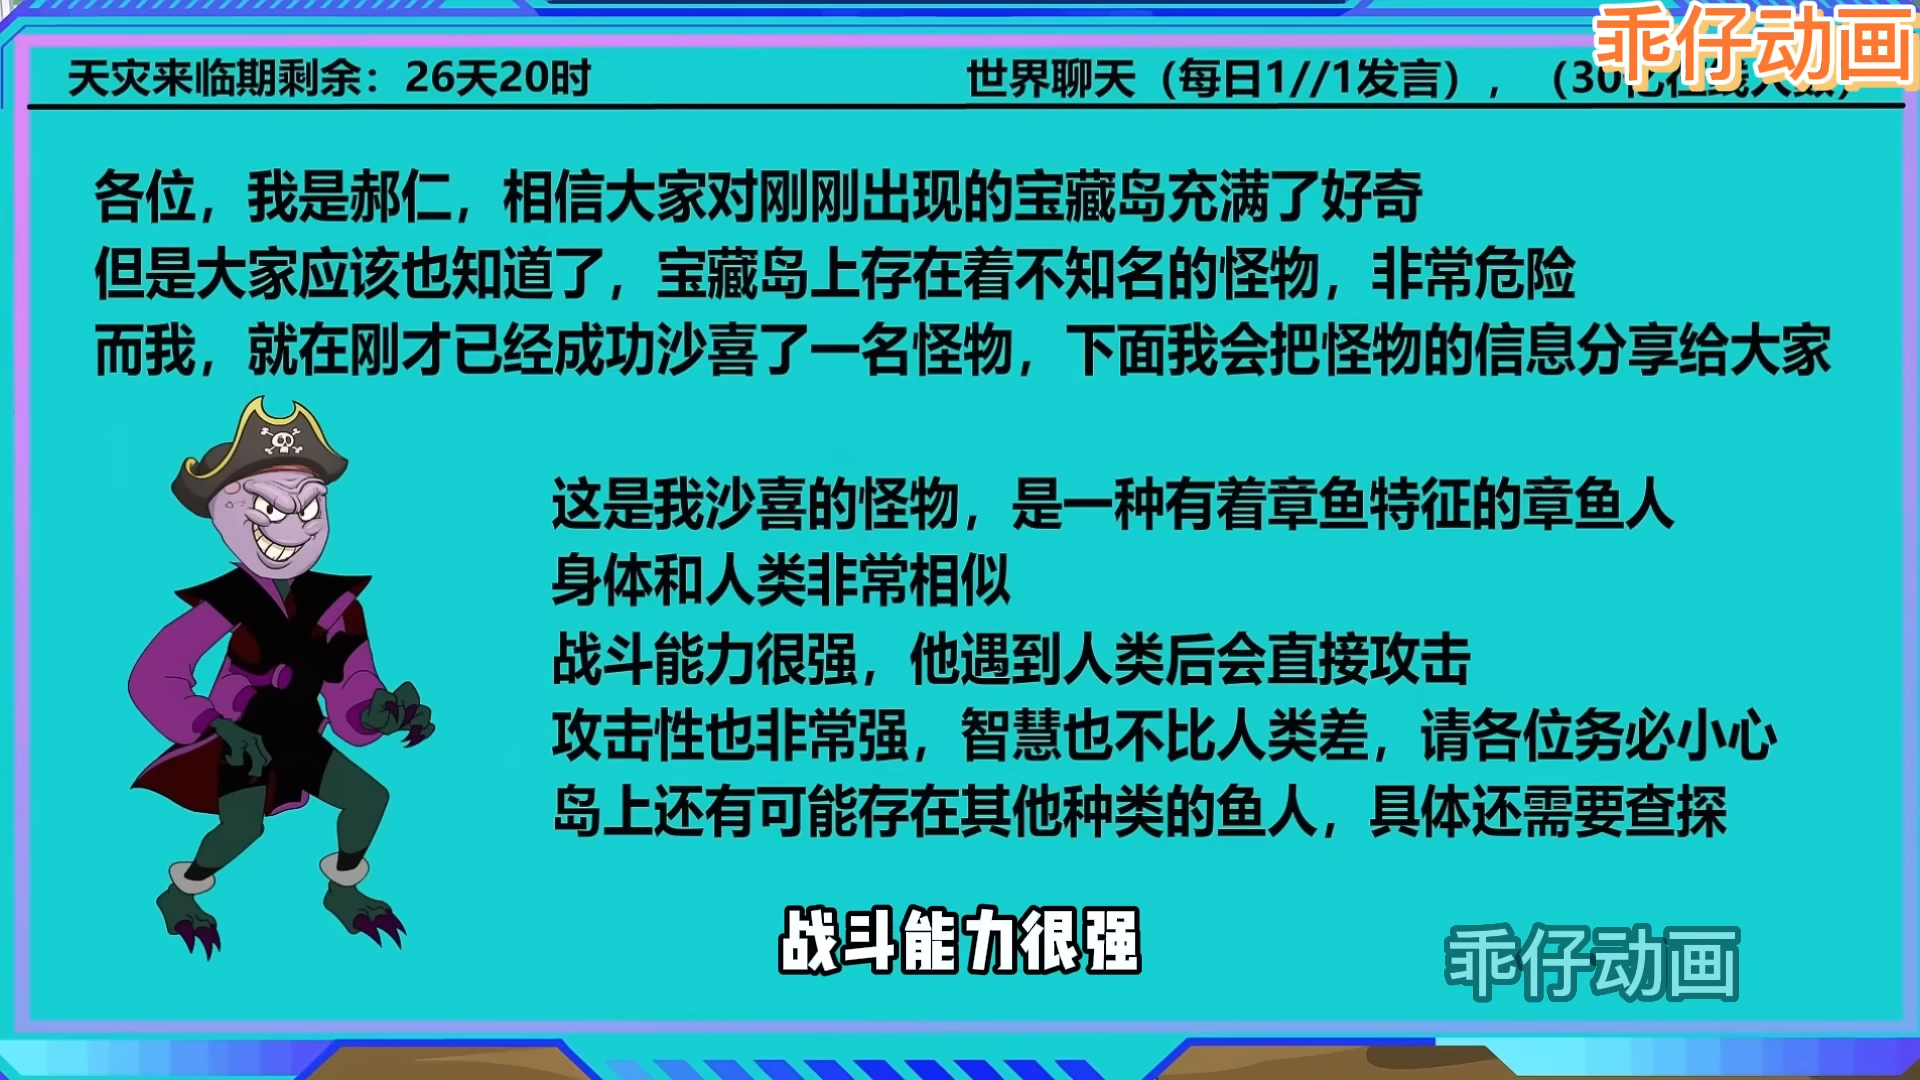 乖仔动画
天灾来临期剩余：26天20时
世界聊天（每日1//1发言），（30亿在线人数）
各位，我是郝仁，相信大家对刚刚出现的宝藏岛充满了好奇
但是大家应该也知道了，宝藏岛上存在着不知名的怪物，非常危险
而我，就在刚才已经成功沙喜了一名怪物，下面我会把怪物的信息分享给大家
这是我沙喜的怪物，是一种有着章鱼特征的章鱼人
身体和人类非常相似
战斗能力很强，他遇到人类后会直接攻击
攻击性也非常强，智慧也不比人类差，请各位务必小心
岛上还有可能存在其他种类的鱼人，具体还需要查探
战斗能力很强
乖仔动画